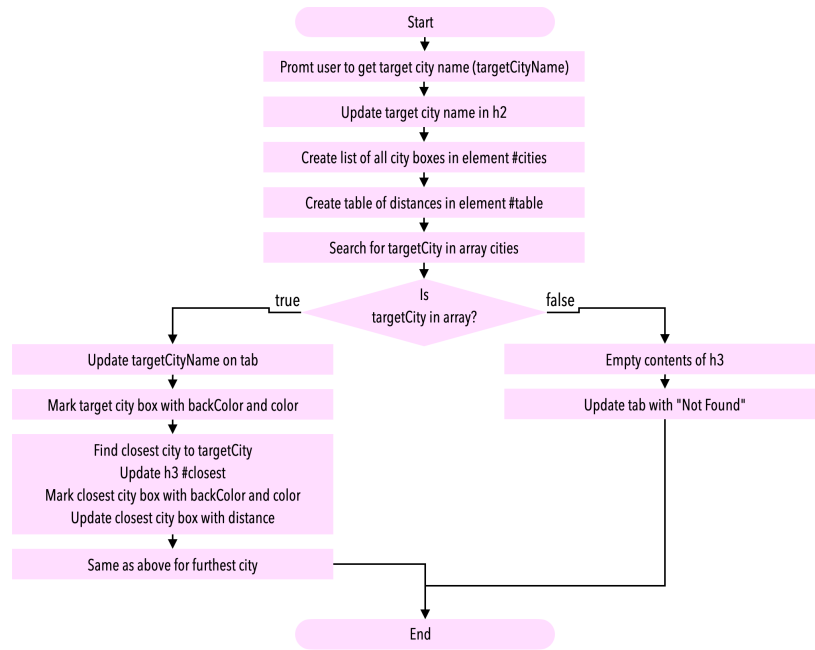 Start
Promt user to get target city name (targetCityName)
Update target city name in h2
Create list of all city boxes in element #cities
Create table of distances in element #table
Search for targetCity in array cities
Is
targetCity in array?
true
false
Update targetCityName on tab
Mark target city box with backColor and color
Find closest city to targetCity
Update h3 #closest
Mark closest city box with backColor and color
Update closest city box with distance
Same as above for furthest city
Empty contents of h3
Update tab with "Not Found"
End